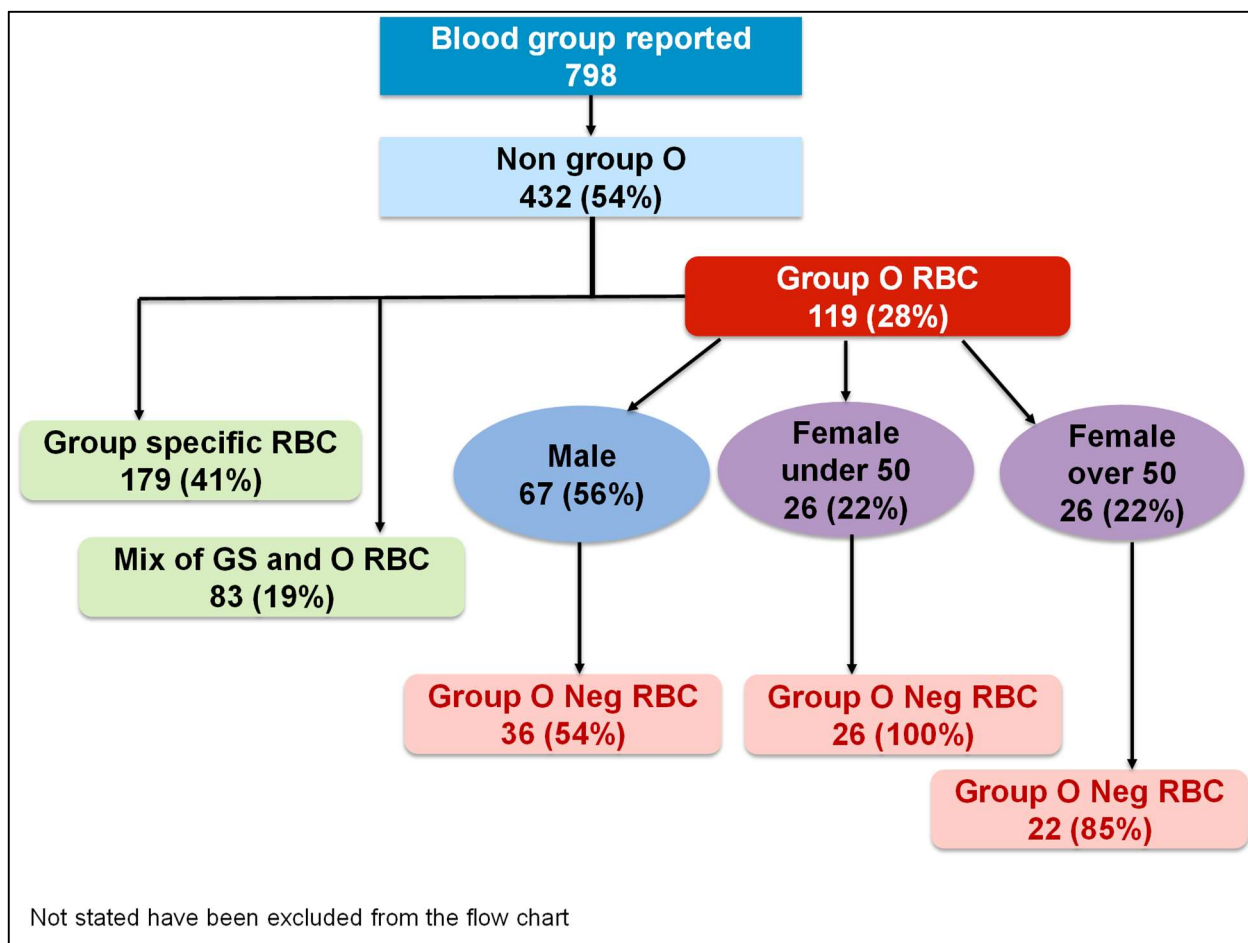 Blood group reported
798
Non group O
432 (54%)
Group O RBC
119 (28%)
Group specific RBC
179 (41%)
Mix of GS and O RBC
83 (19%)
Male
67 (56%)
Female
under 50
26 (22%)
Female
over 50
26 (22%)
Group O Neg RBC
36 (54%)
Group O Neg RBC
26 (100%)
Group O Neg RBC
22 (85%)
Not stated have been excluded from the flow chart